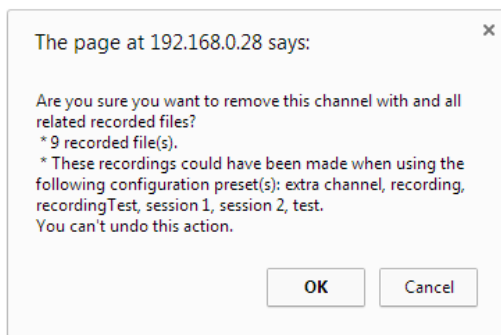 The page at 192.168.0.28 says:
Are you sure you want to remove this channel with and all
related recorded files?
* 9 recorded file(s).
* These recordings could have been made when using the
following configuration preset(s): extra channel, recording,
recordingTest, session 1, session 2, test.
You can't undo this action.
OK
Cancel